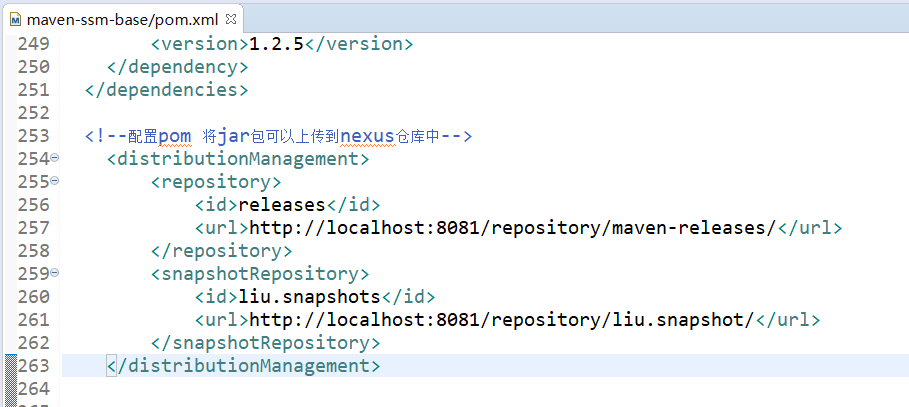 maven-ssm-base/pom.xml
249 <version>1.2.5</version>
250 </dependency>
251 </dependencies>
252
253 <!--配置pom 将jar包可以上传到nexus仓库中-->
254 <distributionManagement>
255 <repository>
256 <id>releases</id>
257 <url>http://localhost:8081/repository/maven-releases/</url>
258 </repository>
259 <snapshotRepository>
260 <id>liu.snapshots</id>
261 <url>http://localhost:8081/repository/liu.snapshot/</url>
262 </snapshotRepository>
263 </distributionManagement>
264